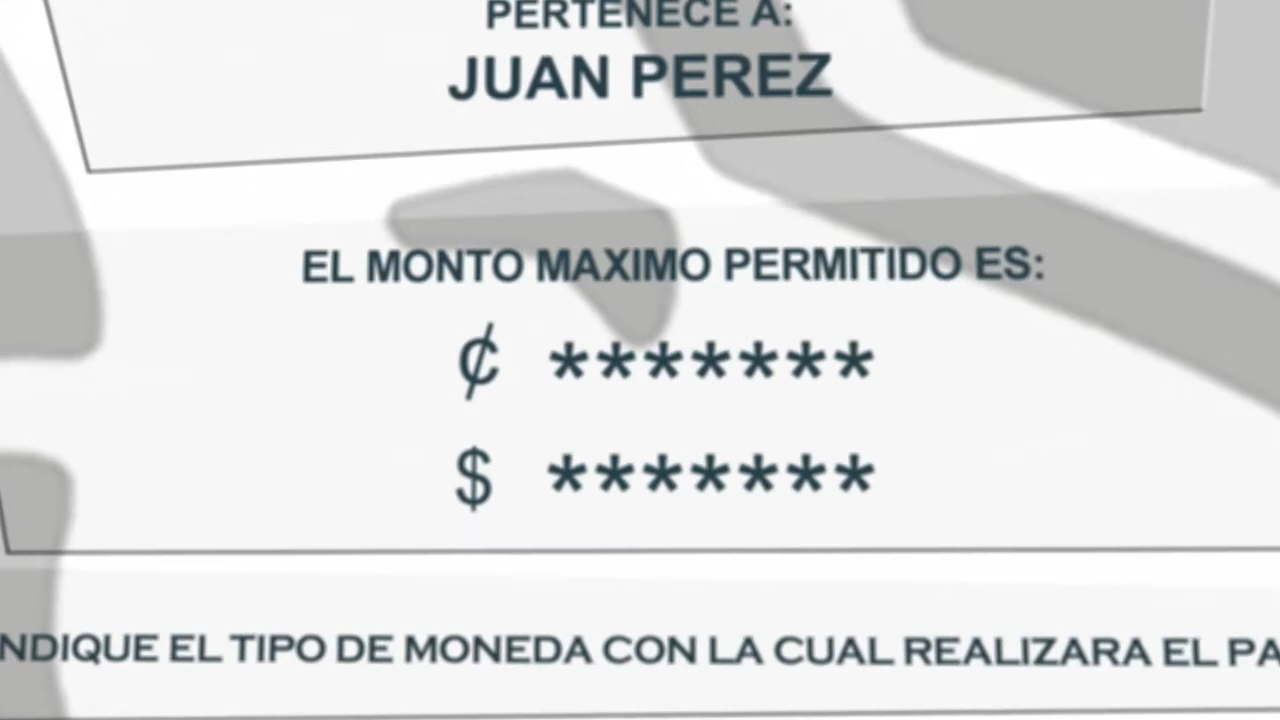 PERTENECE A:
JUAN PEREZ
EL MONTO MAXIMO PERMITIDO ES:
₡ *******
$ *******
NDIQUE EL TIPO DE MONEDA CON LA CUAL REALIZARA EL PA